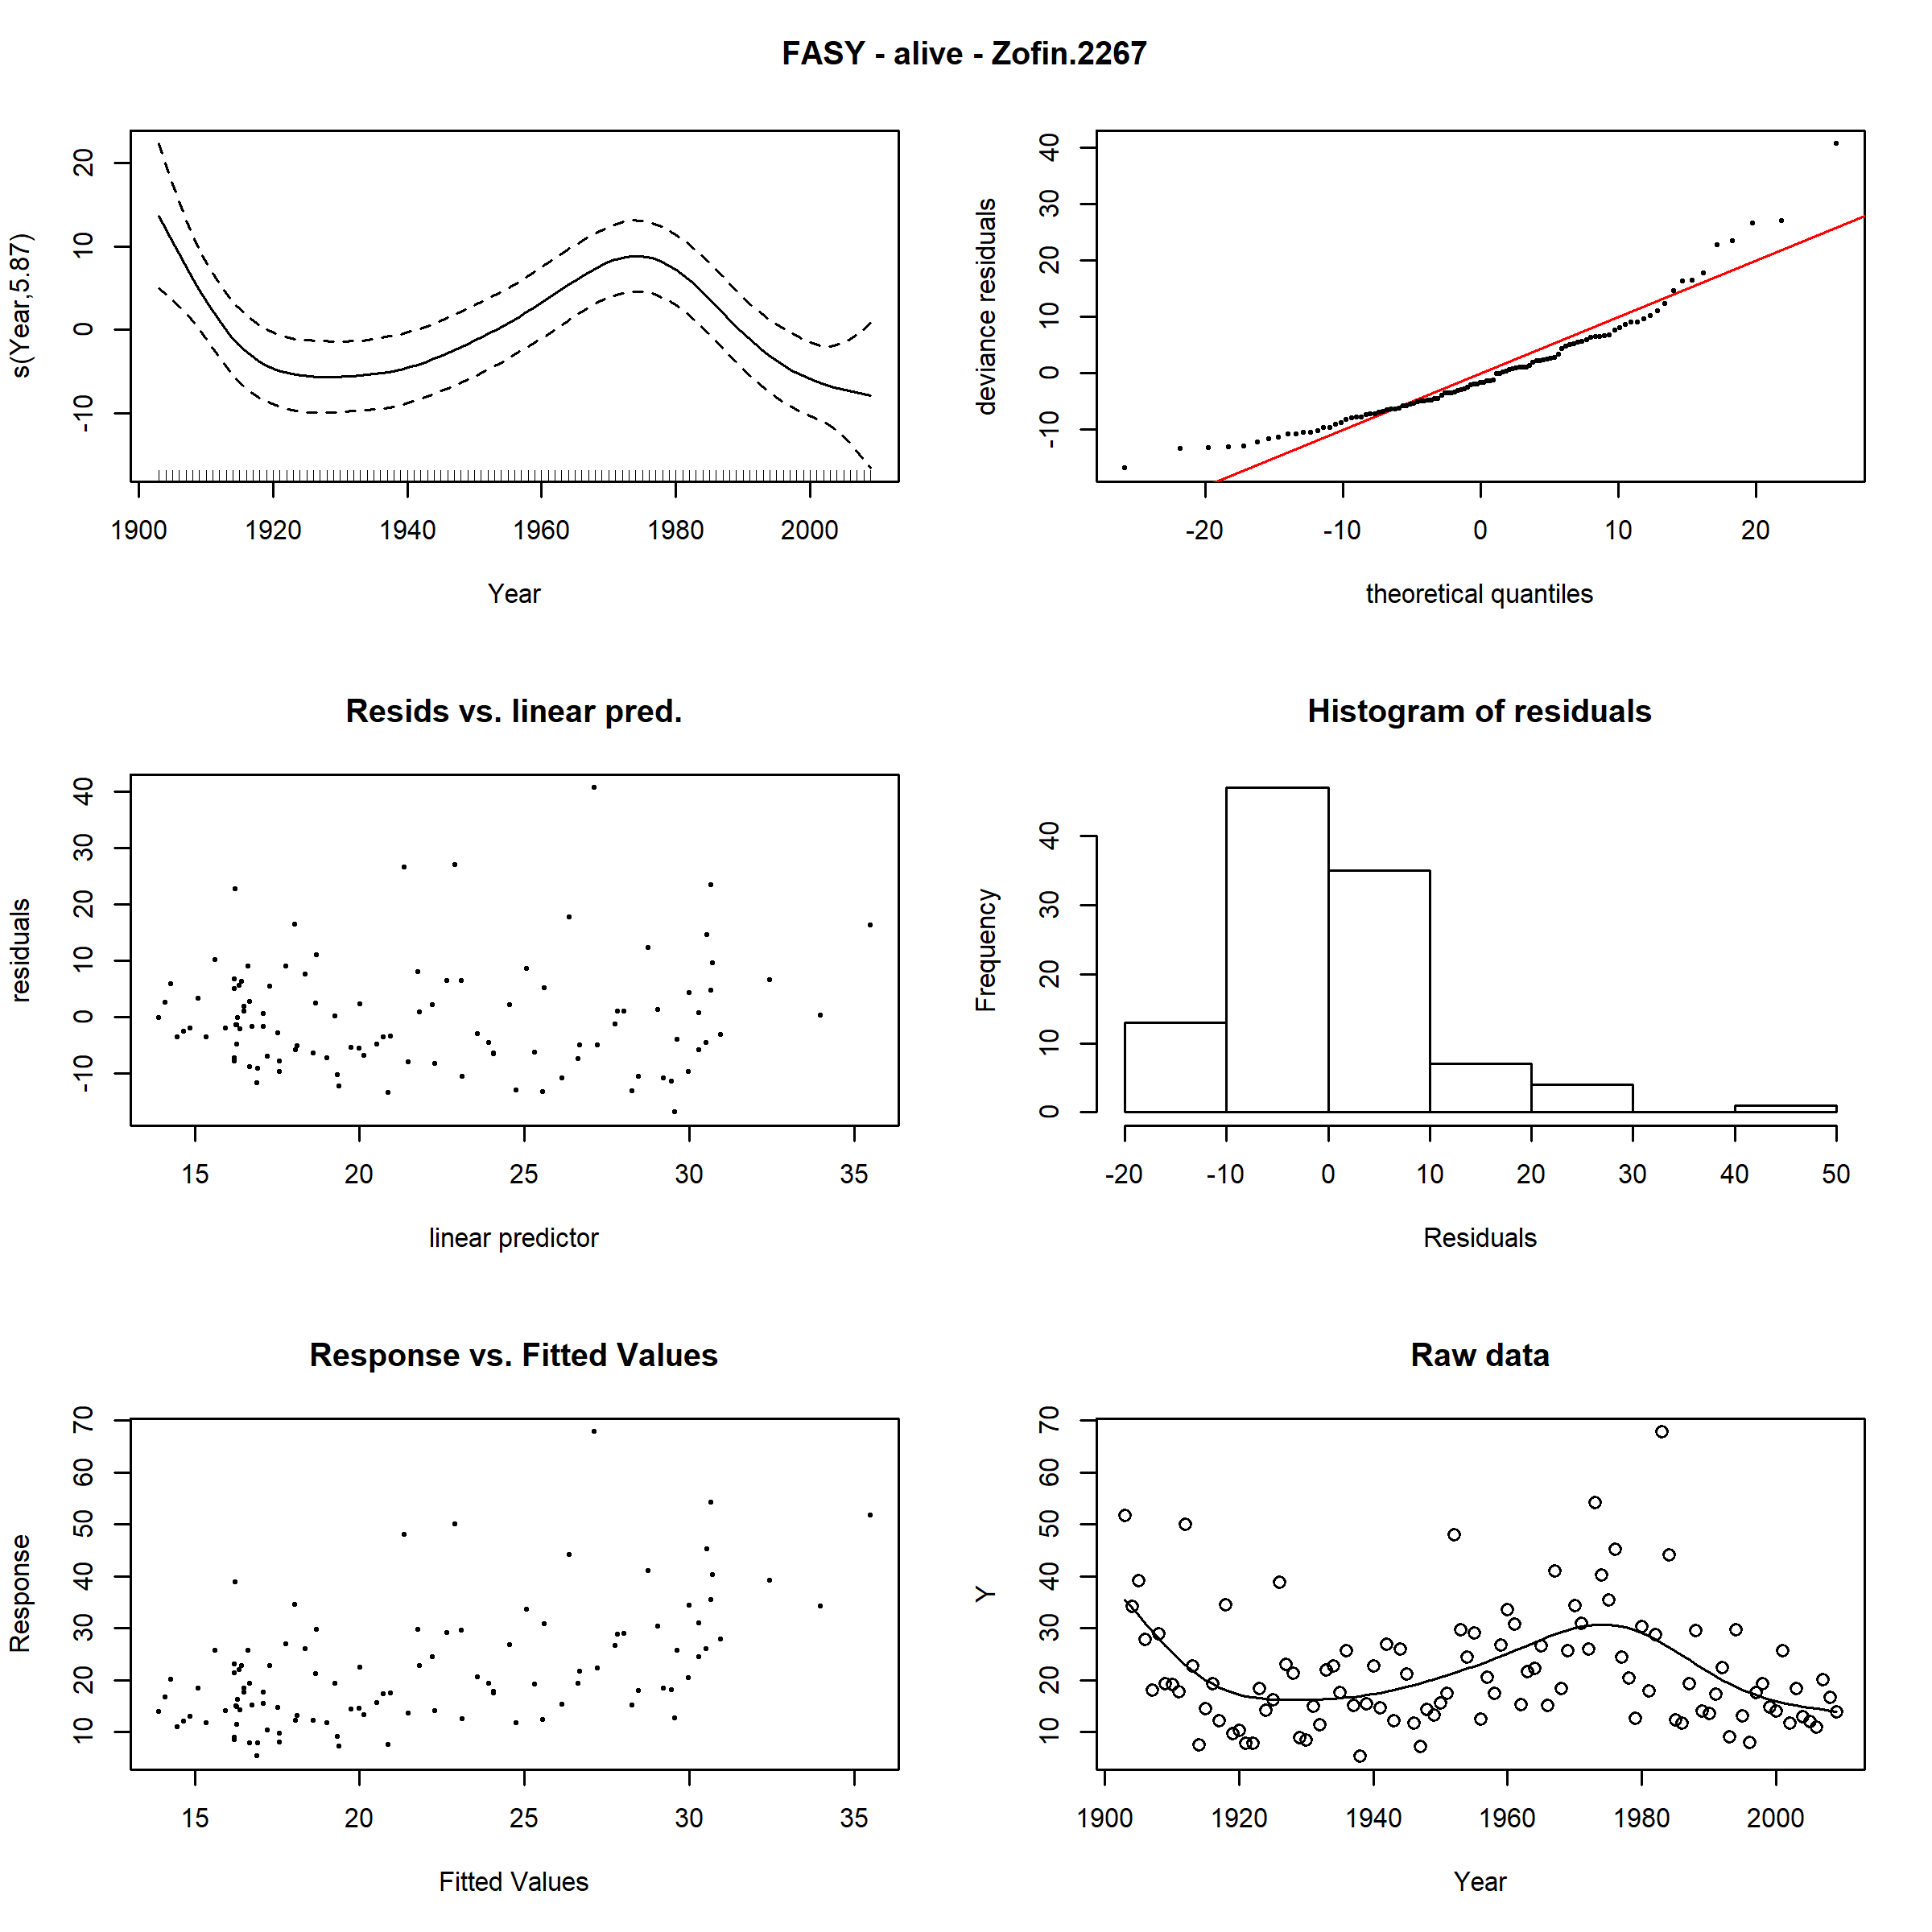 FASY - alive - Zofin.2267
s(Year,5.87)
20
10
0
-10
1900 1920 1940 1960 1980 2000
Year
deviance residuals
40
30
20
10
0
-10
-20 -10 0 10 20
theoretical quantiles
Resids vs. linear pred.
residuals
40
30
20
10
0
-10
15 20 25 30 35
linear predictor
Histogram of residuals
Frequency
40
30
20
10
0
-20 -10 0 10 20 30 40 50
Residuals
Response vs. Fitted Values
Response
70
60
50
40
30
20
10
15 20 25 30 35
Fitted Values
Raw data
Y
70
60
50
40
30
20
10
1900 1920 1940 1960 1980 2000
Year